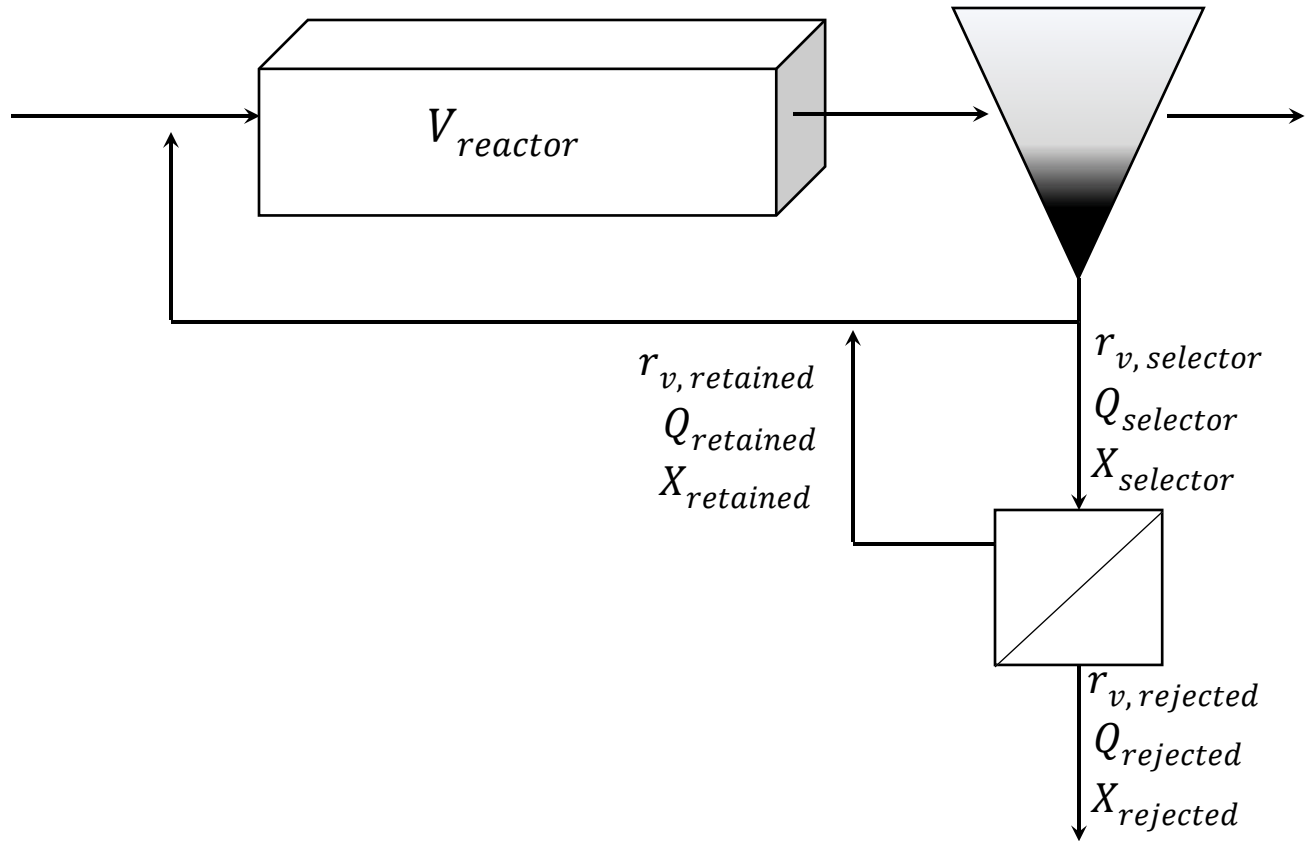 V_reactor
r_v, selector
Q_selector
X_selector
r_v, retained
Q_retained
X_retained
r_v, rejected
Q_rejected
X_rejected